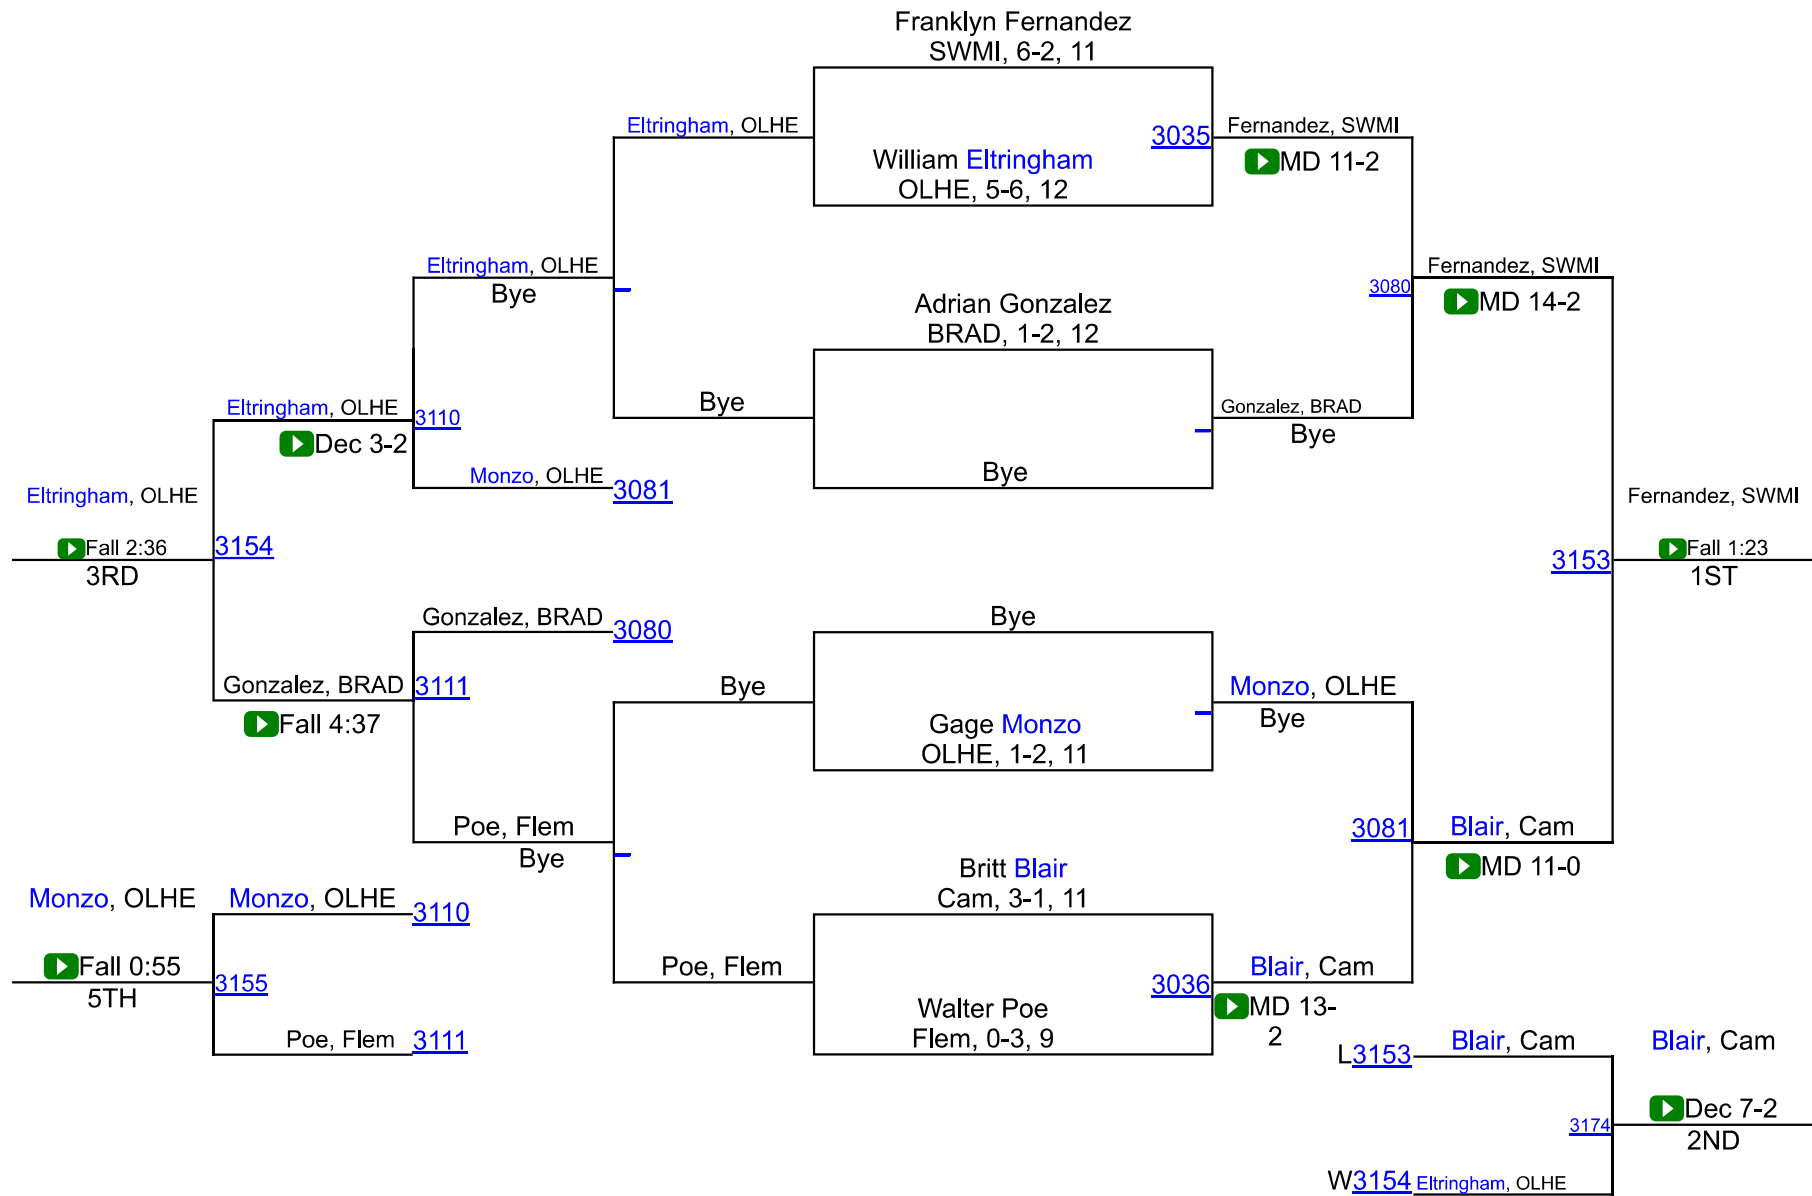 Franklyn Fernandez
SWMI, 6-2, 11
Eltringham, OLHE
3035
Fernandez, SWMI
William Eltringham
OLHE, 5-6, 12
MD 11-2
Eltringham, OLHE
Bye
3080
Fernandez, SWMI
MD 14-2
Adrian Gonzalez
BRAD, 1-2, 12
Eltringham, OLHE
3110
Dec 3-2
Bye
Gonzalez, BRAD
Bye
Monzo, OLHE
3081
Bye
Eltringham, OLHE
Fall 2:36
3RD
3154
3153
Fernandez, SWMI
Fall 1:23
1ST
Gonzalez, BRAD
3080
Bye
Gonzalez, BRAD
3111
Fall 4:37
Bye
Monzo, OLHE
Bye
Gage Monzo
OLHE, 1-2, 11
Poe, Flem
Bye
3081
Blair, Cam
MD 11-0
Britt Blair
Cam, 3-1, 11
Monzo, OLHE
Monzo, OLHE
3110
Fall 0:55
5TH
3155
Poe, Flem
3036
Blair, Cam
Walter Poe
Flem, 0-3, 9
MD 13-
2
Poe, Flem
3111
L3153
Blair, Cam
Blair, Cam
3174
Dec 7-2
2ND
W3154
Eltringham, OLHE